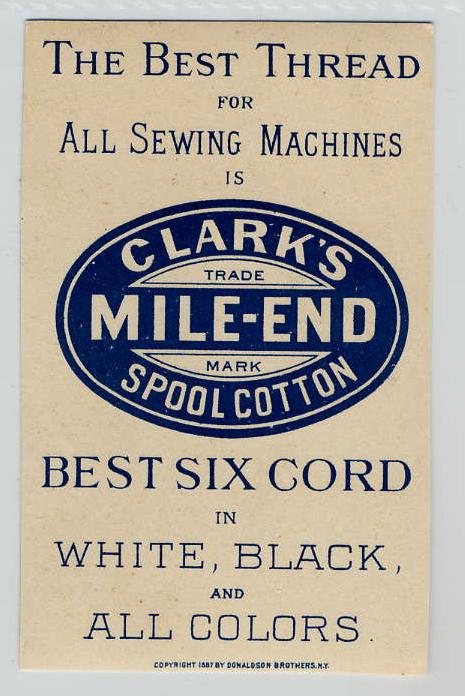 THE BEST THREAD
FOR
ALL SEWING MACHINES
IS
CLARK'S
TRADE
MILE-END
MARK
SPOOL COTTON
BEST SIX CORD
IN
WHITE, BLACK,
AND
ALL COLORS.
COPYRIGHT 1887 BY DONALDSON BROTHERS, N.Y.